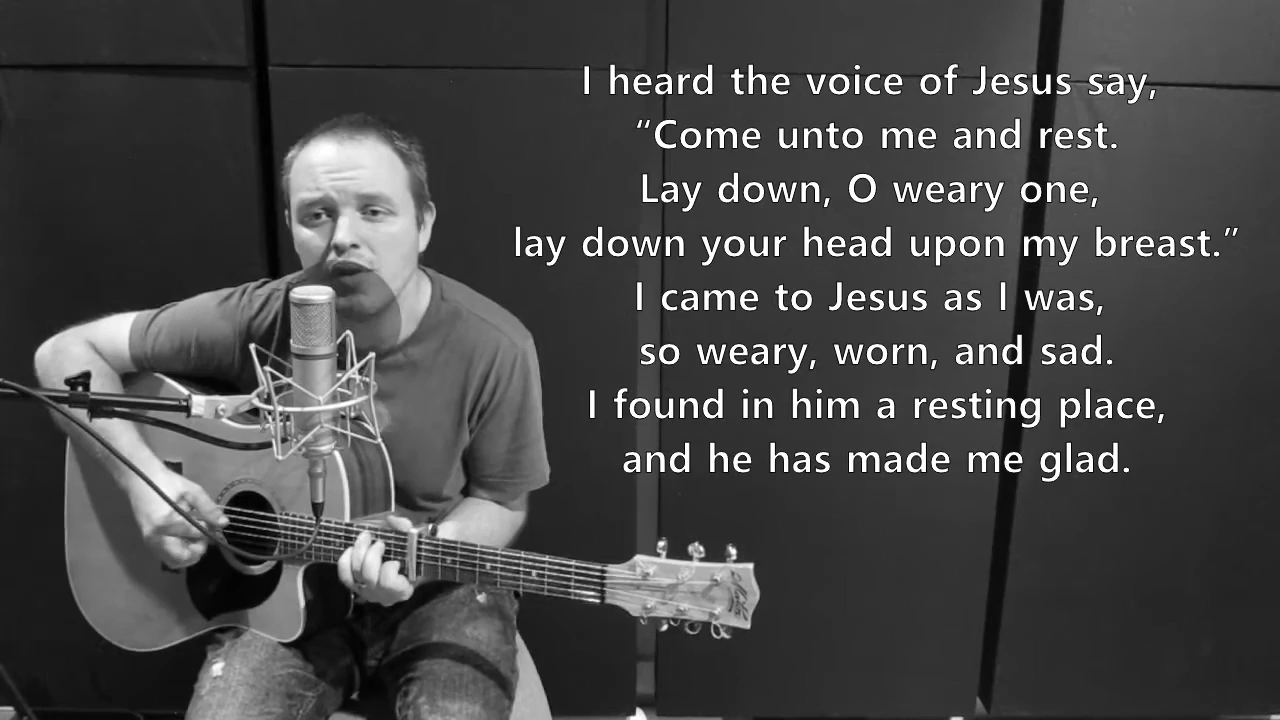 I heard the voice of Jesus say,
“Come unto me and rest.
Lay down, O weary one,
lay down your head upon my breast.”
I came to Jesus as I was,
so weary, worn, and sad.
I found in him a resting place,
and he has made me glad.